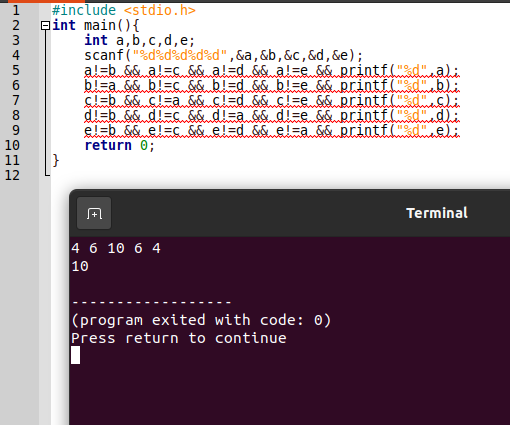 1 #include <stdio.h>
2 int main(){
3 int a,b,c,d,e;
4 scanf("%d%d%d%d%d",&a,&b,&c,&d,&e);
5 a!=b && a!=c && a!=d && a!=e && printf("%d",a);
6 b!=a && b!=c && b!=d && b!=e && printf("%d",b);
7 c!=b && c!=a && c!=d && c!=e && printf("%d",c);
8 d!=b && d!=c && d!=a && d!=e && printf("%d",d);
9 e!=b && e!=c && e!=d && e!=a && printf("%d",e);
10 return 0;
11 }
12
Terminal
4 6 10 6 4
10
------------------
(program exited with code: 0)
Press return to continue